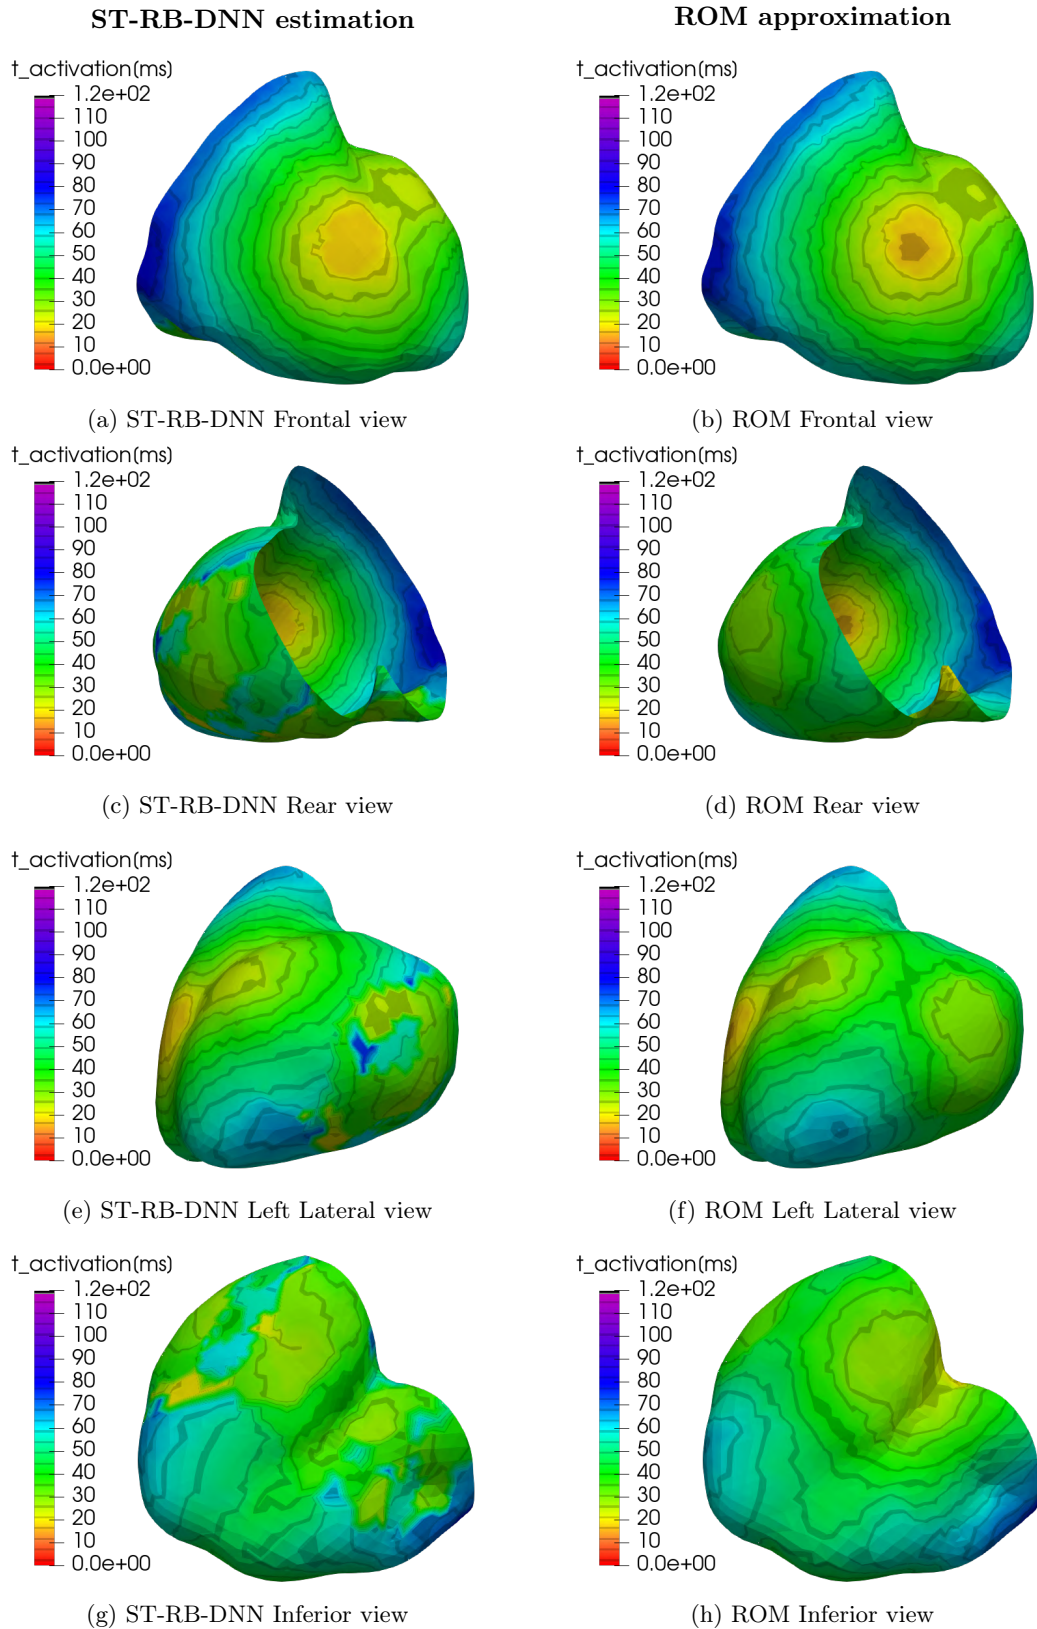 ST-RB-DNN estimation
ROM approximation
t_activation(ms)
1.2e+02
110
100
90
80
70
60
50
40
30
20
10
0.0e+00
t_activation(ms)
1.2e+02
110
100
90
80
70
60
50
40
30
20
10
0.0e+00
(a) ST-RB-DNN Frontal view
(b) ROM Frontal view
t_activation(ms)
1.2e+02
110
100
90
80
70
60
50
40
30
20
10
0.0e+00
t_activation(ms)
1.2e+02
110
100
90
80
70
60
50
40
30
20
10
0.0e+00
(c) ST-RB-DNN Rear view
(d) ROM Rear view
t_activation(ms)
1.2e+02
110
100
90
80
70
60
50
40
30
20
10
0.0e+00
t_activation(ms)
1.2e+02
110
100
90
80
70
60
50
40
30
20
10
0.0e+00
(e) ST-RB-DNN Left Lateral view
(f) ROM Left Lateral view
t_activation(ms)
1.2e+02
110
100
90
80
70
60
50
40
30
20
10
0.0e+00
t_activation(ms)
1.2e+02
110
100
90
80
70
60
50
40
30
20
10
0.0e+00
(g) ST-RB-DNN Inferior view
(h) ROM Inferior view